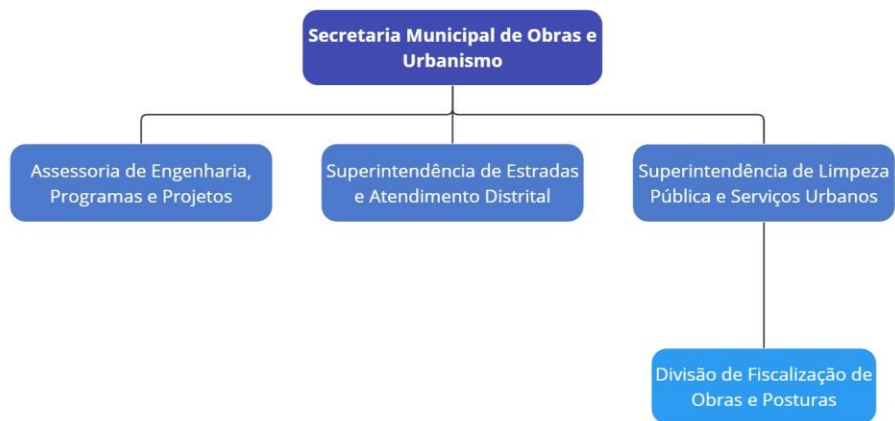 Secretaria Municipal de Obras e
Urbanismo
Assessoria de Engenharia,
Programas e Projetos
Superintendência de Estradas
e Atendimento Distrital
Superintendência de Limpeza
Pública e Serviços Urbanos
Divisão de Fiscalização de
Obras e Posturas